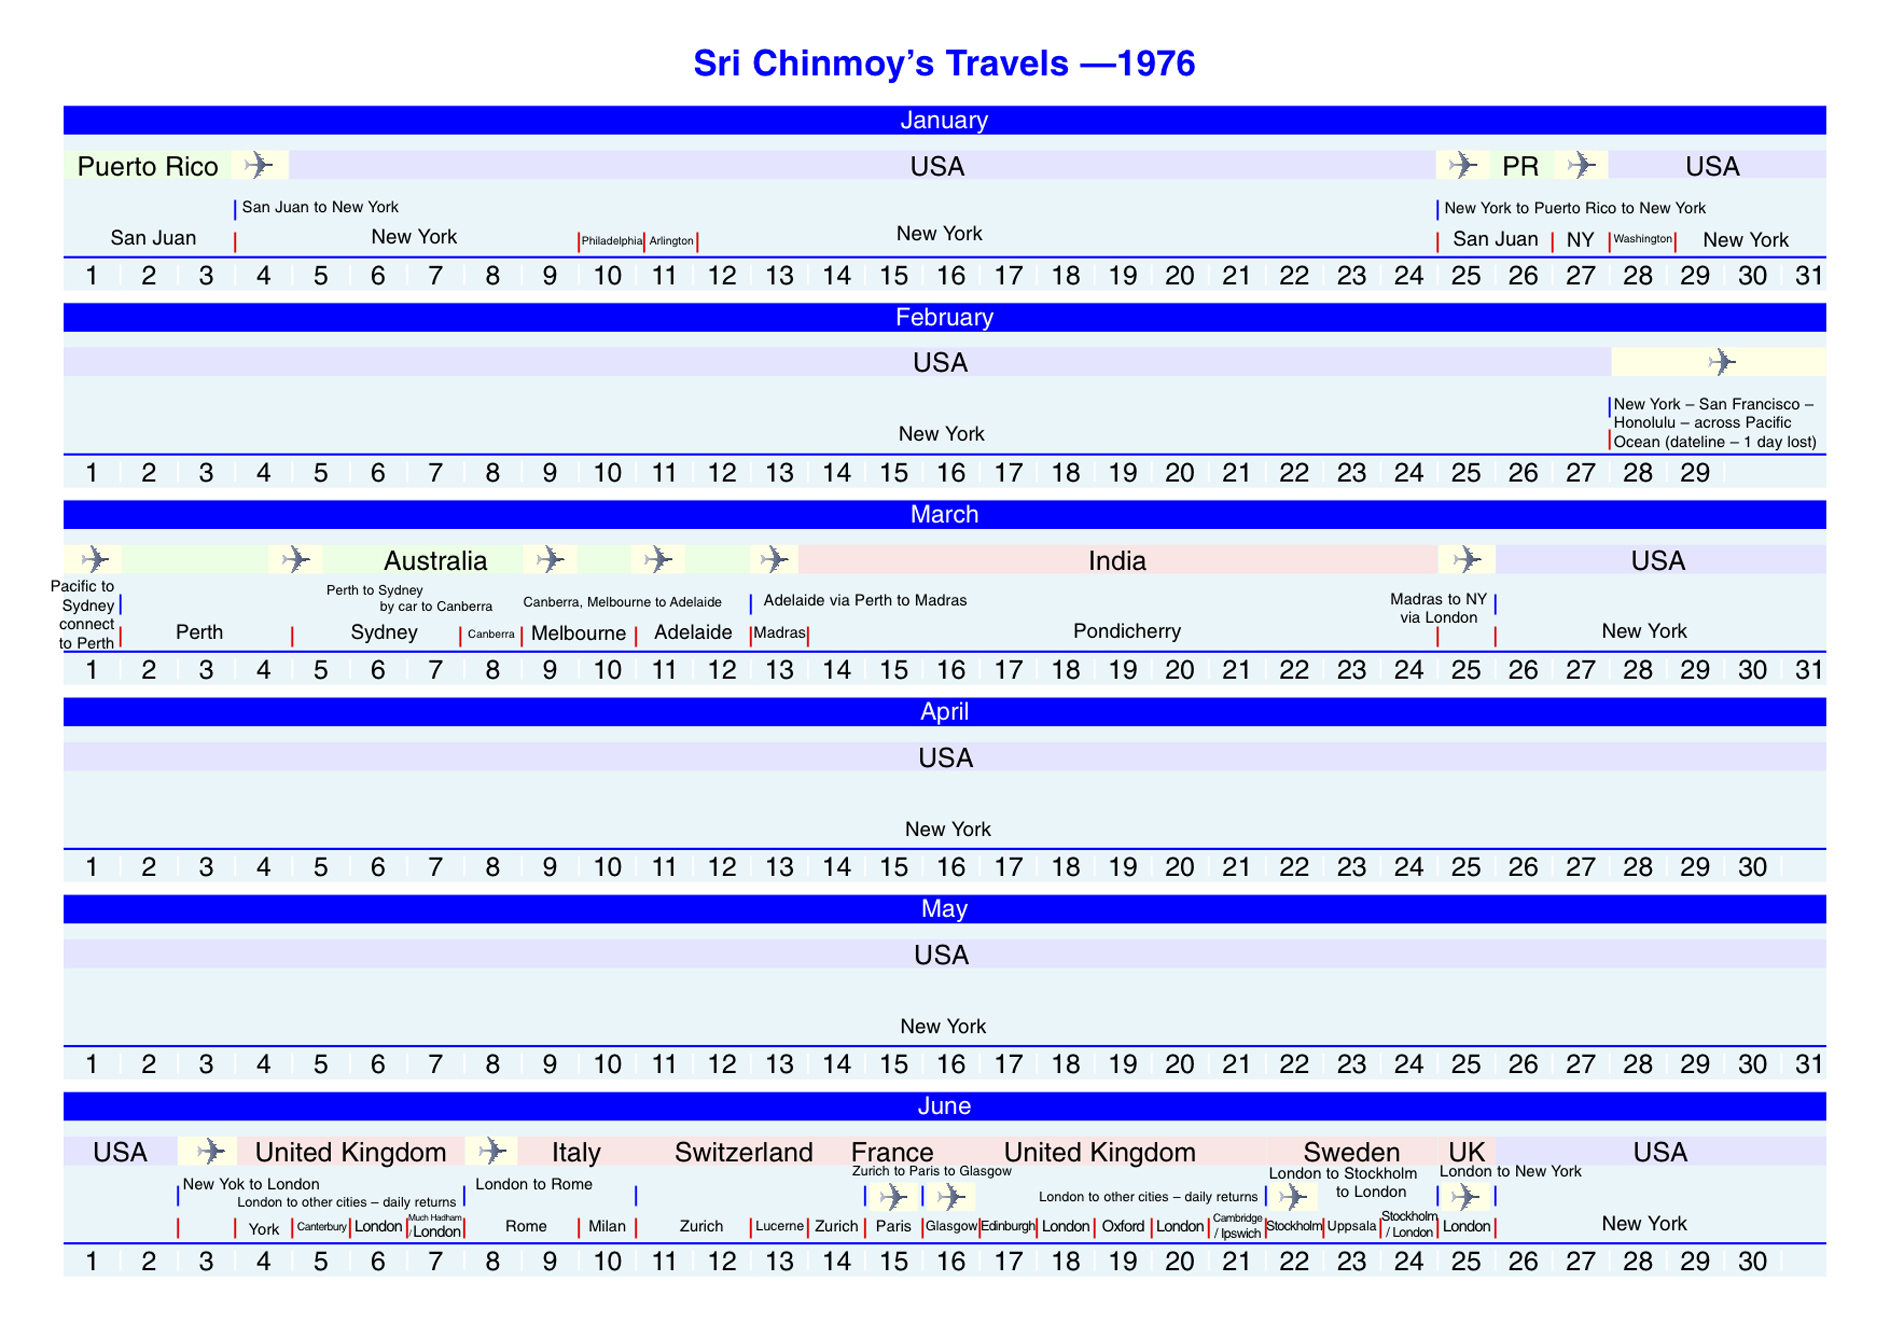 Sri Chinmoy's Travels —1976
January
Puerto Rico USA PR USA
San Juan to New York New York to Puerto Rico to New York
San Juan New York Philadelphia Arlington New York San Juan NY Washington New York
1 2 3 4 5 6 7 8 9 10 11 12 13 14 15 16 17 18 19 20 21 22 23 24 25 26 27 28 29 30 31
February
USA
New York – San Francisco –
Honolulu – across Pacific
New York Ocean (dateline – 1 day lost)
1 2 3 4 5 6 7 8 9 10 11 12 13 14 15 16 17 18 19 20 21 22 23 24 25 26 27 28 29
March
Australia India USA
Pacific to
Sydney
connect
to Perth
Perth to Sydney
by car to Canberra
Canberra, Melbourne to Adelaide
Adelaide via Perth to Madras
Madras to NY
via London
Perth Sydney Canberra Melbourne Adelaide Madras Pondicherry New York
1 2 3 4 5 6 7 8 9 10 11 12 13 14 15 16 17 18 19 20 21 22 23 24 25 26 27 28 29 30 31
April
USA
New York
1 2 3 4 5 6 7 8 9 10 11 12 13 14 15 16 17 18 19 20 21 22 23 24 25 26 27 28 29 30
May
USA
New York
1 2 3 4 5 6 7 8 9 10 11 12 13 14 15 16 17 18 19 20 21 22 23 24 25 26 27 28 29 30 31
June
USA United Kingdom Italy Switzerland France United Kingdom Sweden UK USA
New Yok to London
London to other cities – daily returns
London to Rome
Zurich to Paris to Glasgow
London to other cities – daily returns
London to Stockholm
to London
London to New York
York Canterbury London Much Hadham
/ London
Rome Milan Zurich Lucerne Zurich Paris Glasgow Edinburgh London Oxford London Cambridge
/ Ipswich
Stockholm Uppsala Stockholm
/ London
London New York
1 2 3 4 5 6 7 8 9 10 11 12 13 14 15 16 17 18 19 20 21 22 23 24 25 26 27 28 29 30